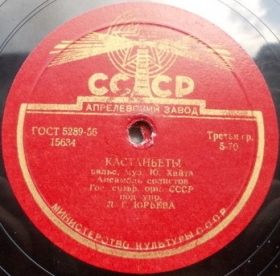 СССР
АПРЕЛЕВСКИЙ ЗАВОД
ГОСТ 5289-56
15634
Третья гр.
5-70
КАСТАНЬЕТЫ
вальс, муз. Ю. Хайта
Ансамбль солистов
Гос. симф. орк. СССР
под упр.
Л. Г. ЮРЬЕВА
МИНИСТЕРСТВО КУЛЬТУРЫ СССР